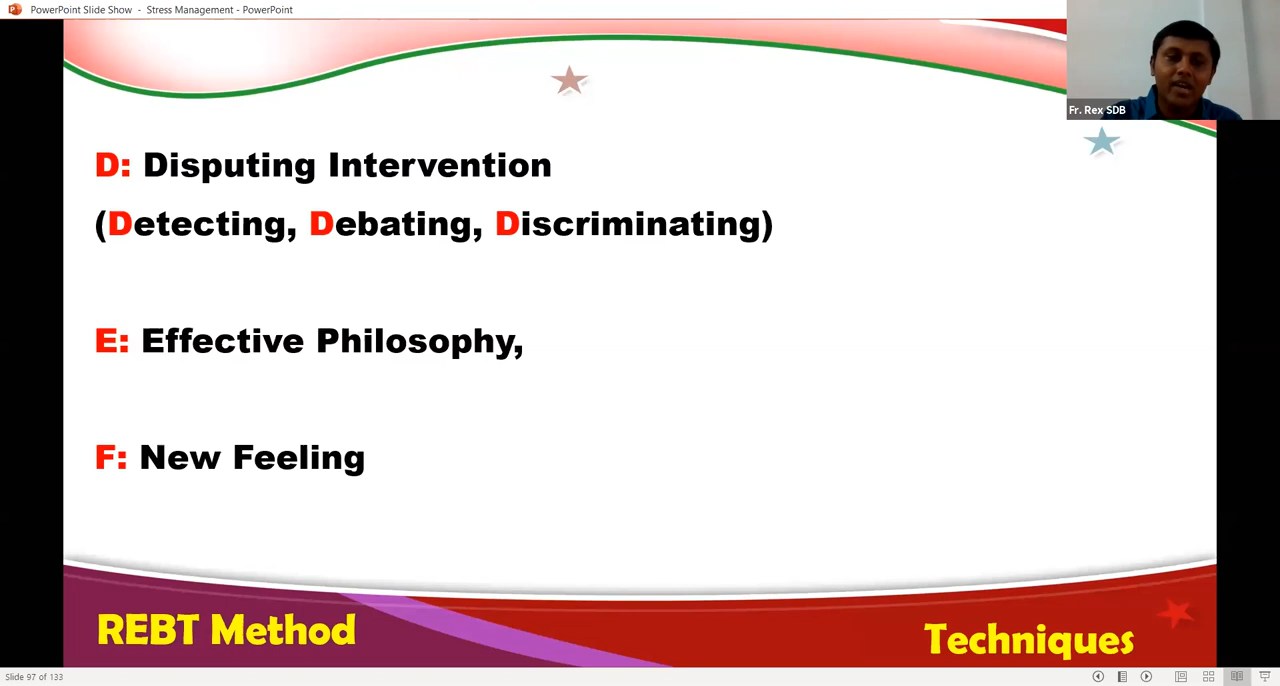 PowerPoint Slide Show - Stress Management - PowerPoint
Fr. Rex SDB
D: Disputing Intervention
(Detecting, Debating, Discriminating)
E: Effective Philosophy,
F: New Feeling
REBT Method
Techniques
Slide 97 of 133